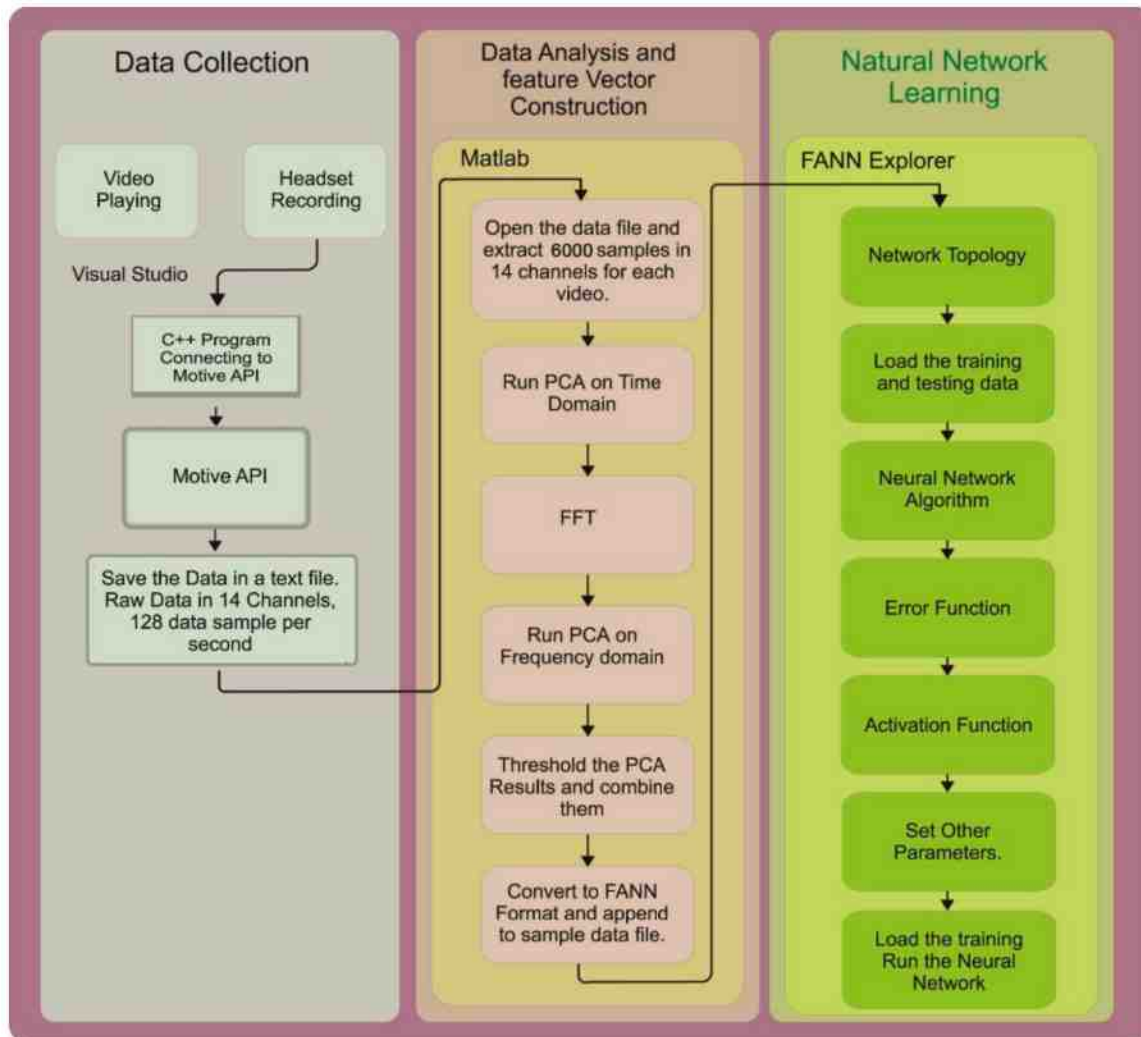 Data Collection
Video
Playing
Headset
Recording
Visual Studio
C++ Program
Connecting to
Motive API
Motive API
Save the Data in a text file.
Raw Data in 14 Channels,
128 data sample per
second
Data Analysis and
feature Vector
Construction
Matlab
Open the data file and
extract 6000 samples in
14 channels for each
video.
Run PCA on Time
Domain
FFT
Run PCA on
Frequency domain
Threshold the PCA
Results and combine
them
Convert to FANN
Format and append
to sample data file.
Natural Network
Learning
FANN Explorer
Network Topology
Load the training
and testing data
Neural Network
Algorithm
Error Function
Activation Function
Set Other
Parameters.
Load the training
Run the Neural
Network